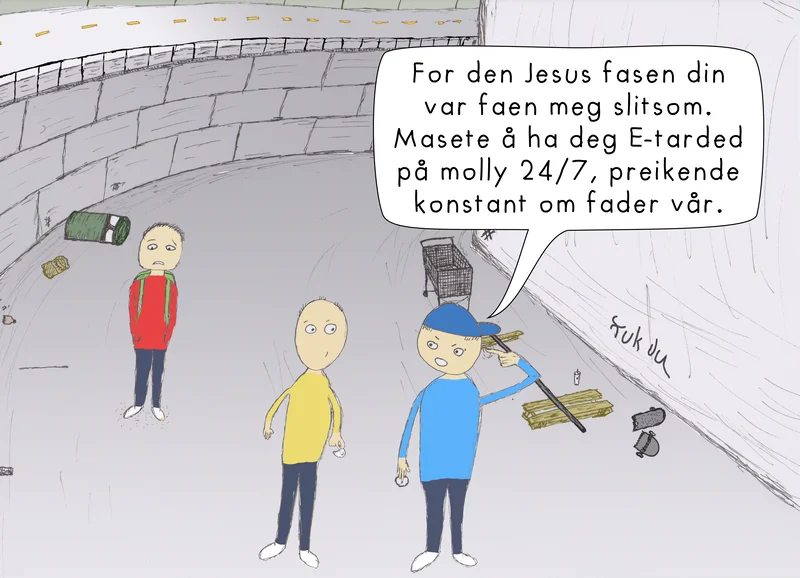 For den Jesus fasen din
var faen meg slitsom.
Masete å ha deg E-tarded
på molly 24/7, preikende
konstant om fader vår.
fuk du